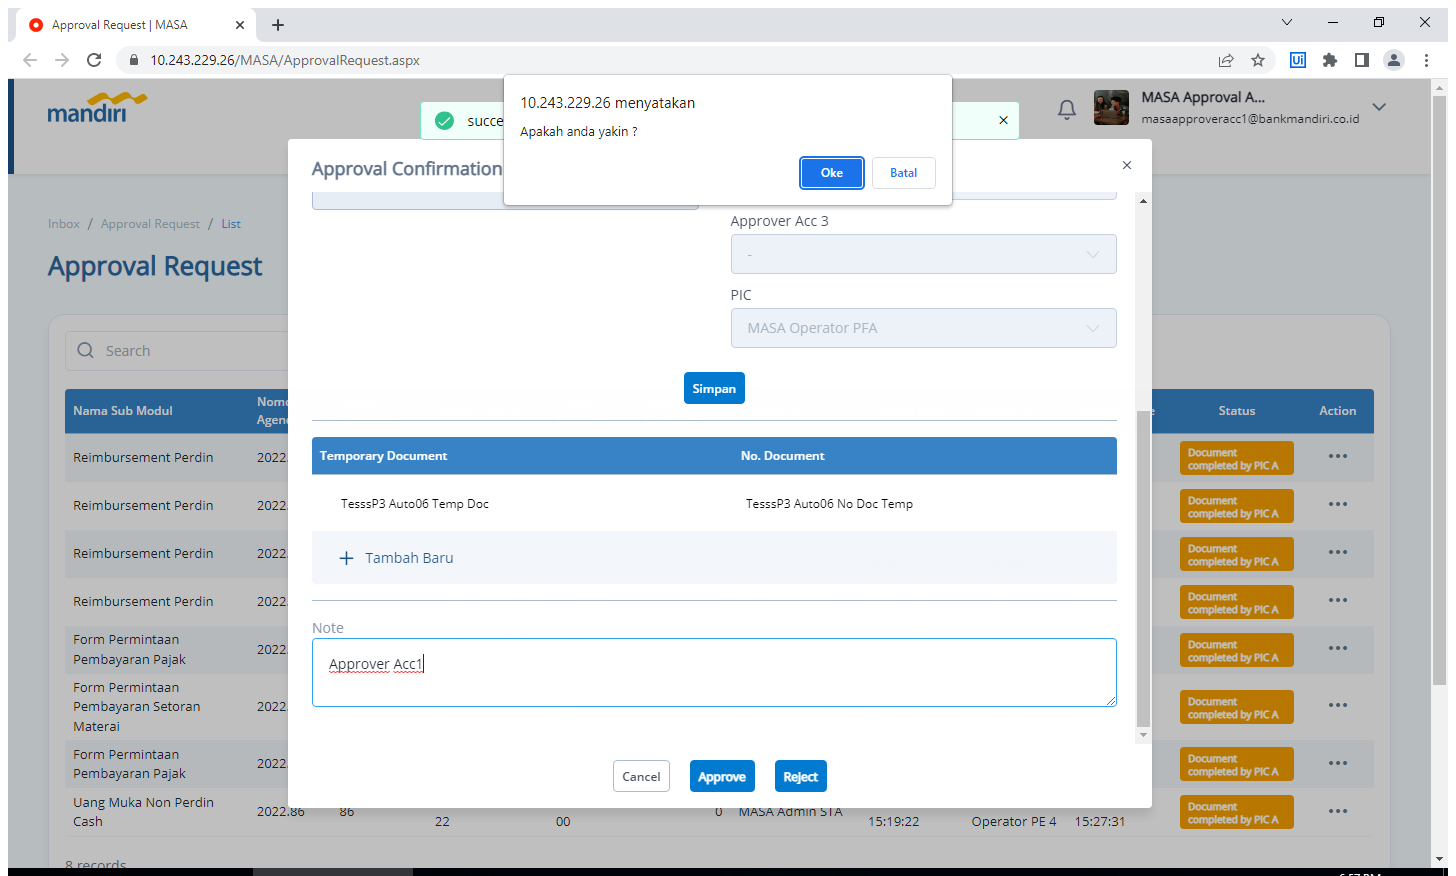 Approval Request | MASA
10.243.229.26/MASA/ApprovalRequest.aspx
Ui
10.243.229.26 menyatakan
Apakah anda yakin ?
Oke
Batal
mandiri
succe
MASA Approval A...
masaapproveracc1@bankmandiri.co.id
Approval Confirmation
Inbox / Approval Request / List
Approval Request
Approver Acc 3
-
PIC
MASA Operator PFA
Search
Simpan
Nama Sub Modul
Nomo
Agen
Status
Action
Temporary Document
No. Document
TesssP3 Auto06 Temp Doc
TesssP3 Auto06 No Doc Temp
Tambah Baru
Note
Approver Acc1
Cancel
Approve
Reject
Reimbursement Perdin
2022.
Document
completed by PIC A
Reimbursement Perdin
2022.
Document
completed by PIC A
Reimbursement Perdin
2022.
Document
completed by PIC A
Reimbursement Perdin
2022.
Document
completed by PIC A
Form Permintaan
Pembayaran Pajak
2022.
Document
completed by PIC A
Form Permintaan
Pembayaran Setoran
Materai
2022.
Document
completed by PIC A
Form Permintaan
Pembayaran Pajak
2022.
Document
completed by PIC A
Uang Muka Non Perdin
Cash
2022.86
86
22
00
0
MASA Admin STA
15:19:22
Operator PE 4
15:27:31
Document
completed by PIC A
8 records